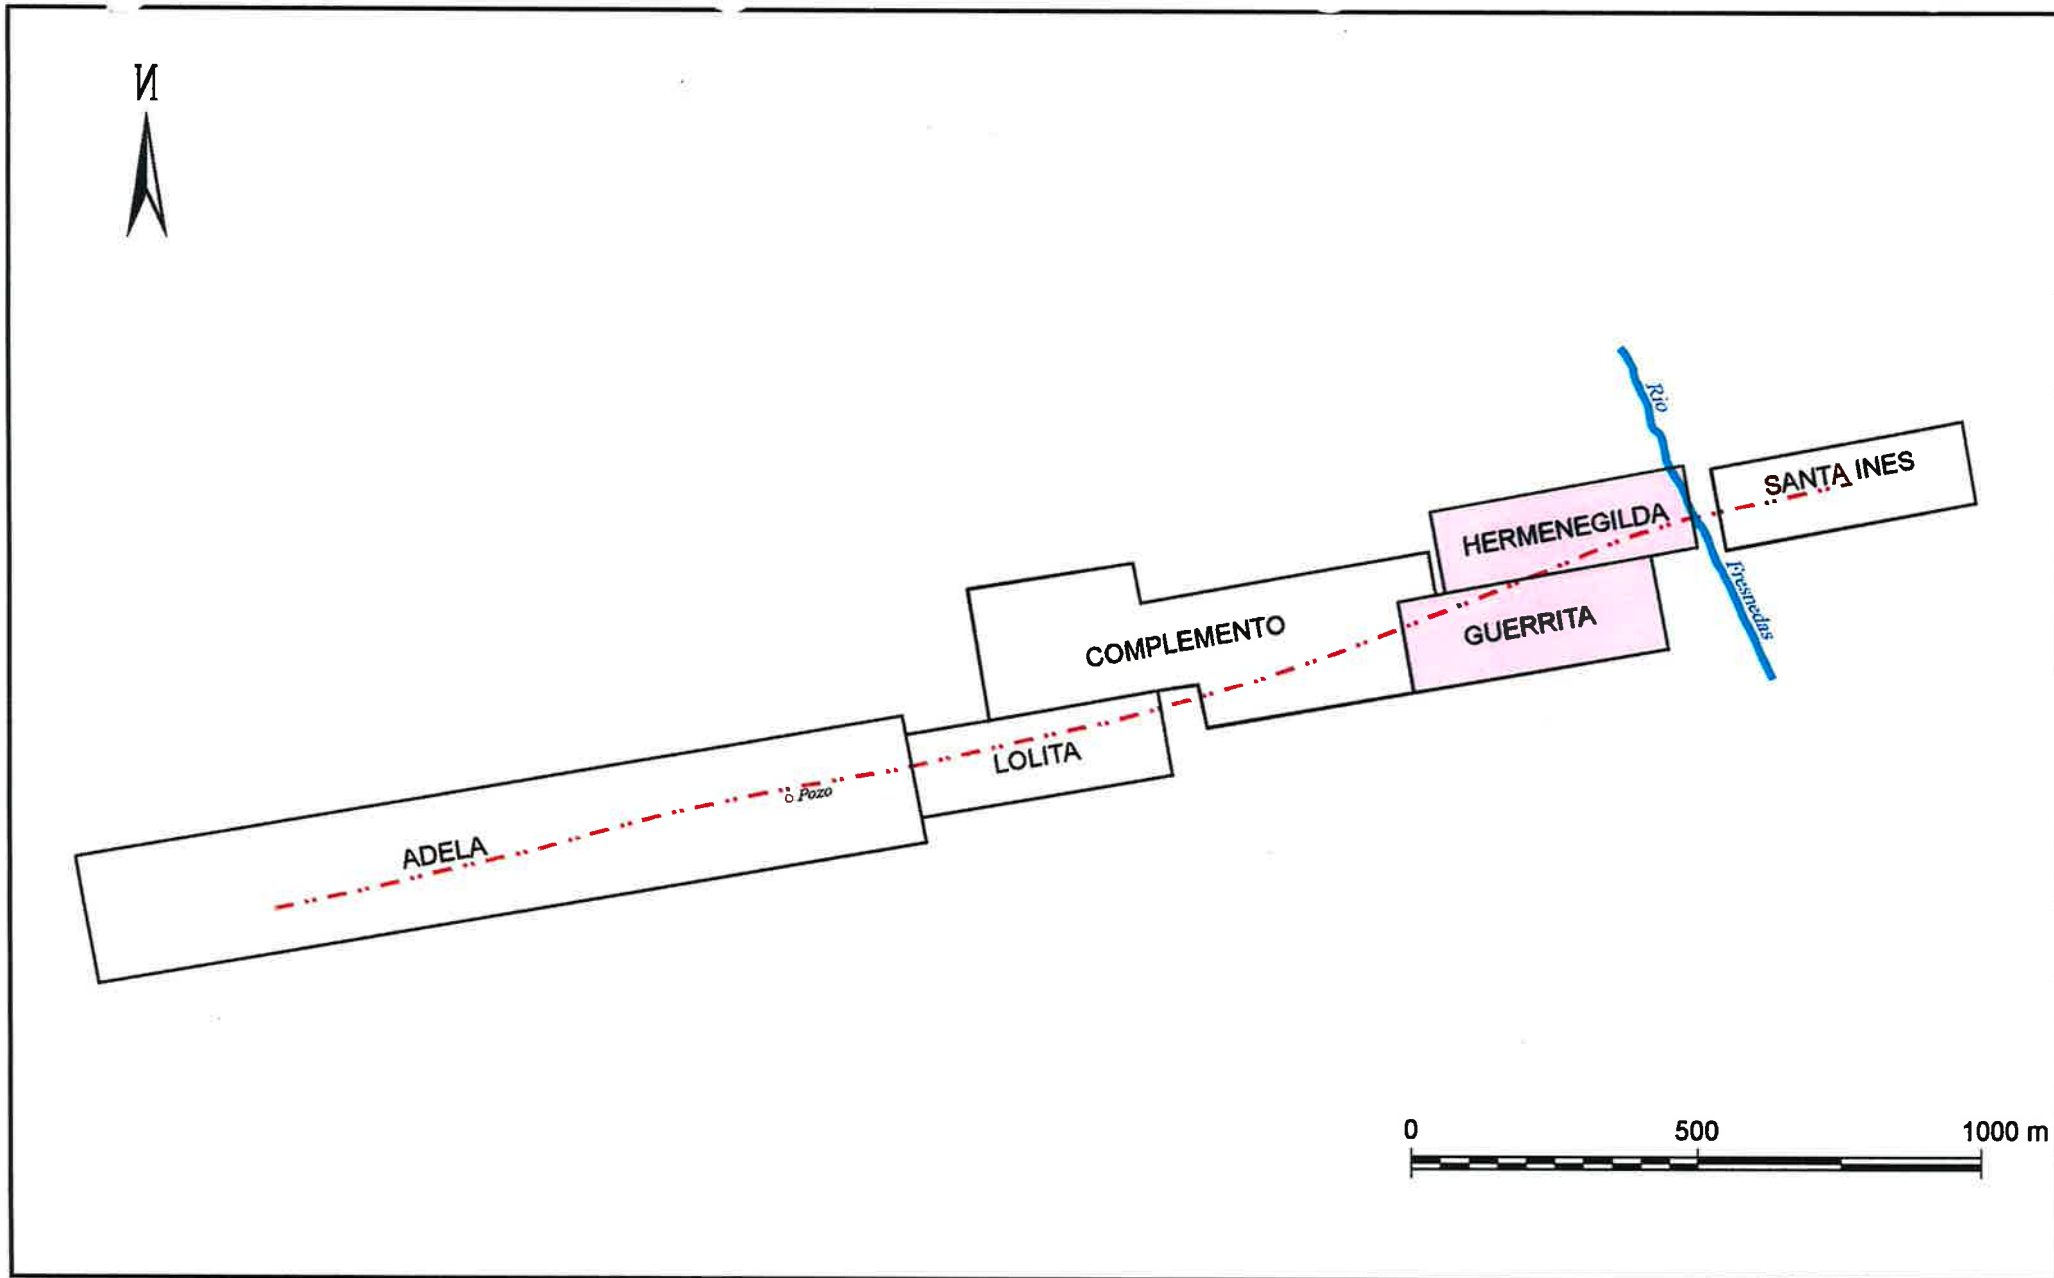 N
Rio
SANTA INES
HERMENEGILDA
Fresnedas
GUERRITA
COMPLEMENTO
LOLITA
Pozo
ADELA
0 500 1000 m